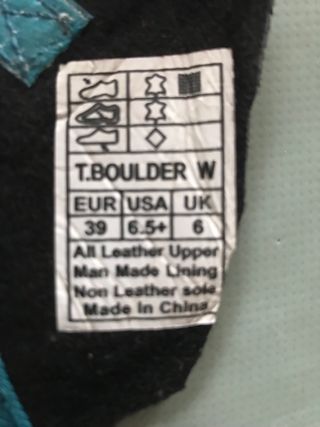 T.BOULDER W
EUR USA UK
39 6.5+ 6
All Leather Upper
Man Made Lining
Non Leather sole
Made In China